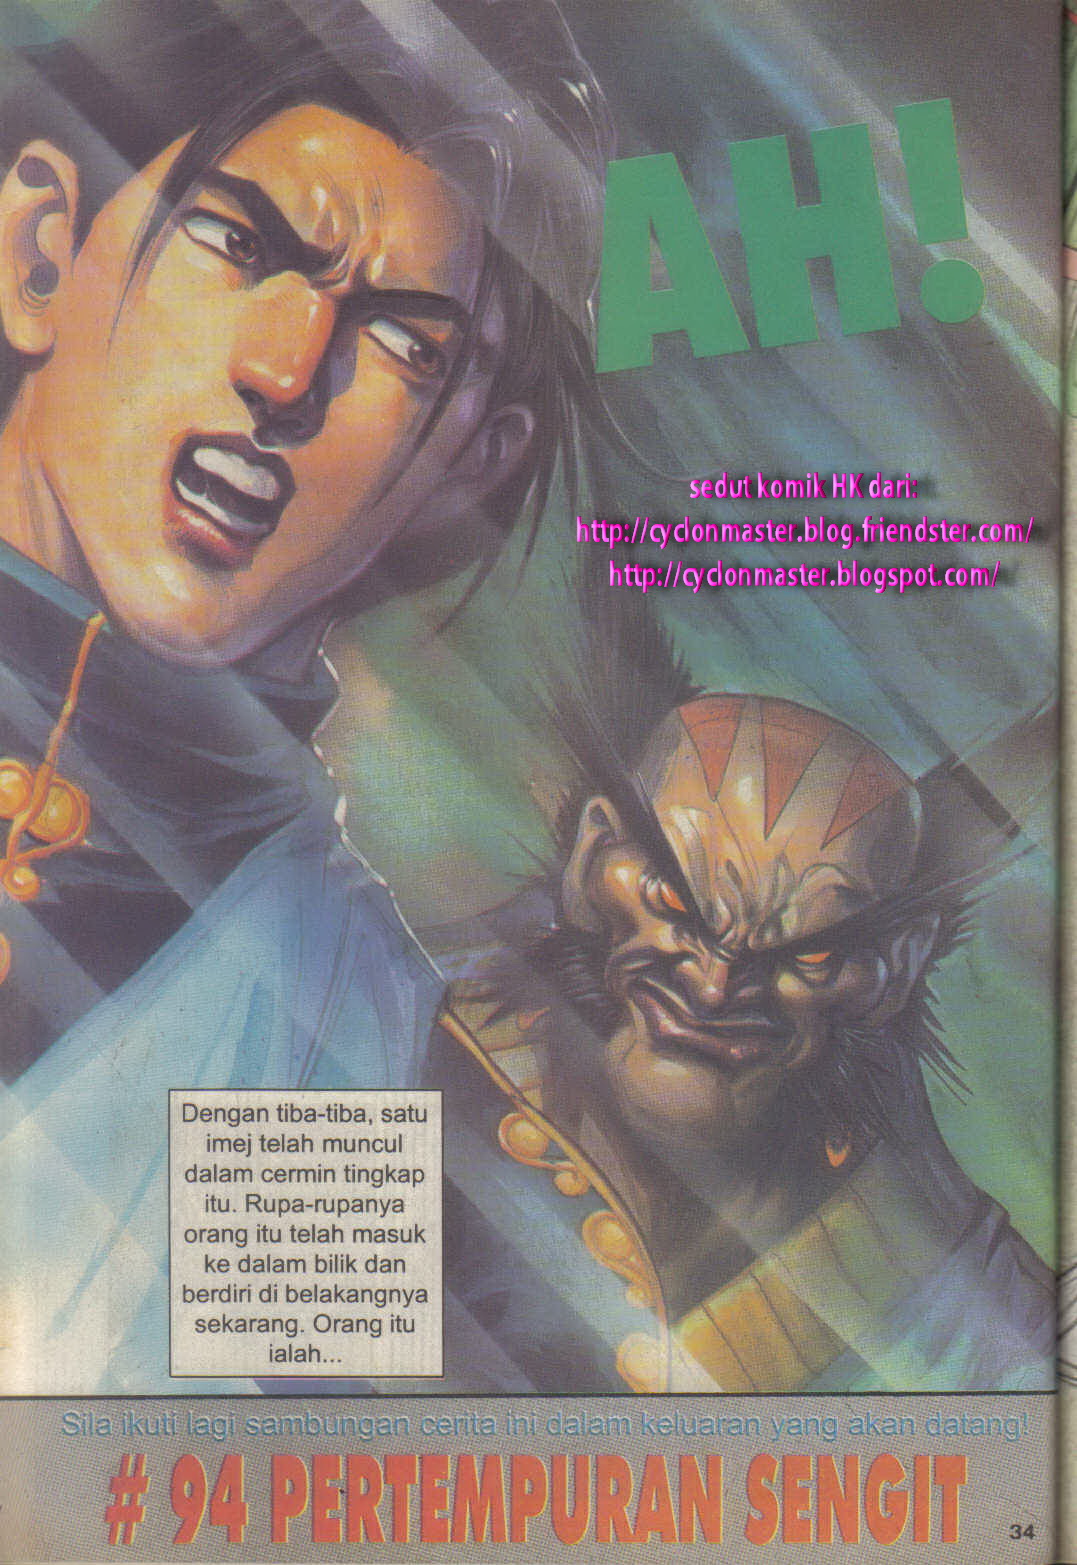 AH!
sedut komik HK dari:
http://cyclonmaster.blog.friendster.com/
http://cyclonmaster.blogspot.com/
Dengan tiba-tiba, satu
imej telah muncul
dalam cermin tingkap
itu. Rupa-rupanya
orang itu telah masuk
ke dalam bilik dan
berdiri di belakangnya
sekarang. Orang itu
ialah...
Sila ikuti lagi sambungan cerita ini dalam keluaran yang akan datang!
# 94 PERTEMPURAN SENGIT
34